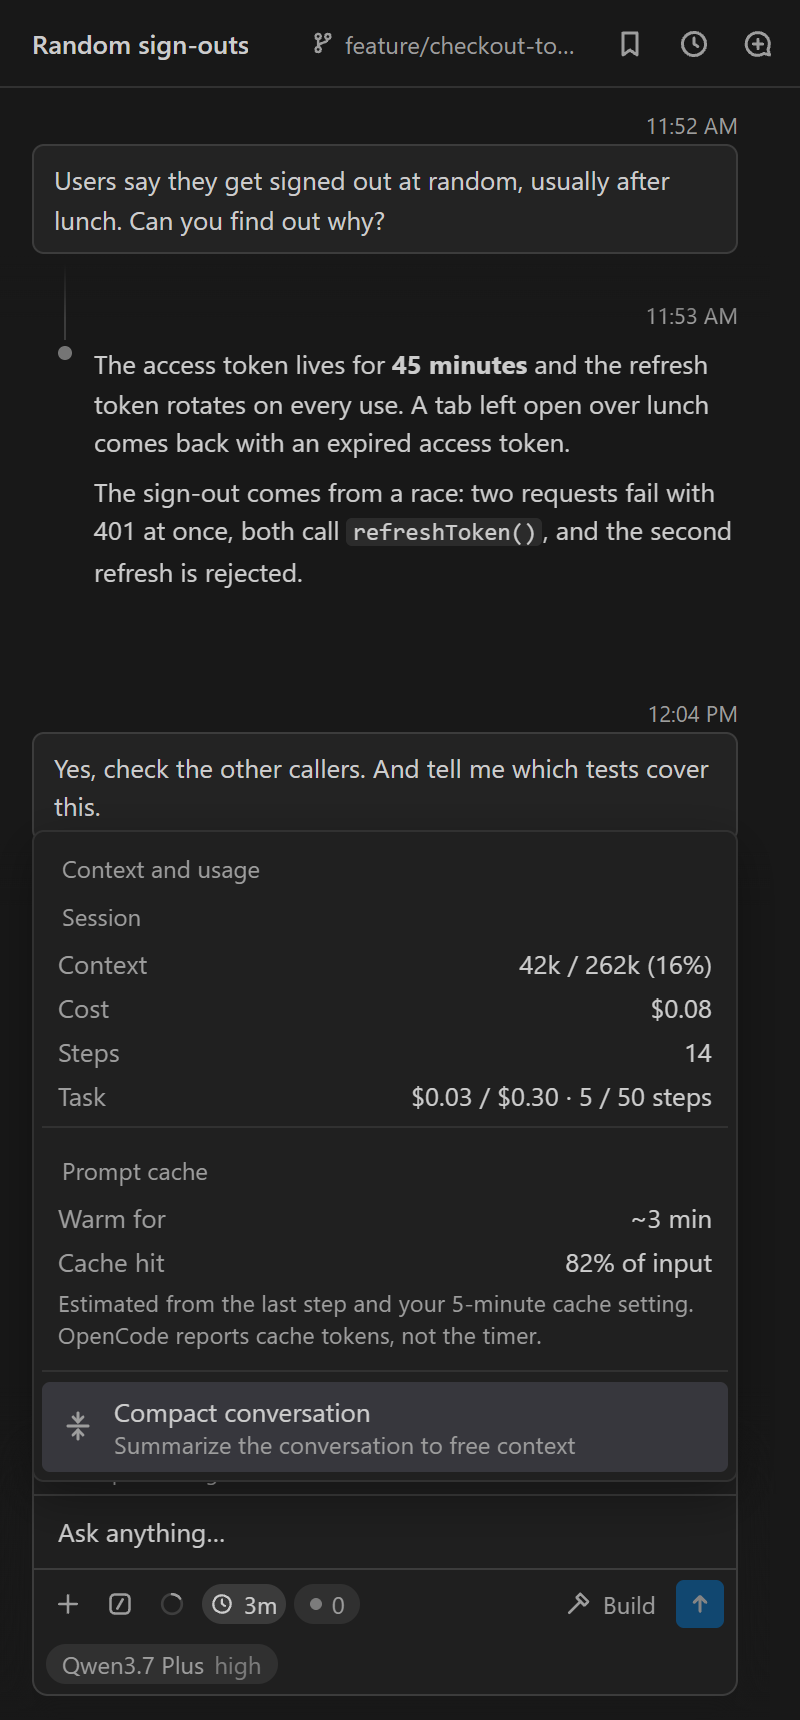 Random sign-outs
feature/checkout-to...
11:52 AM
Users say they get signed out at random, usually after
lunch. Can you find out why?
11:53 AM
The access token lives for 45 minutes and the refresh
token rotates on every use. A tab left open over lunch
comes back with an expired access token.
The sign-out comes from a race: two requests fail with
401 at once, both call refreshToken(), and the second
refresh is rejected.
12:04 PM
Yes, check the other callers. And tell me which tests cover
this.
Context and usage
Session
Context 42k / 262k (16%)
Cost $0.08
Steps 14
Task $0.03 / $0.30 · 5 / 50 steps
Prompt cache
Warm for ~3 min
Cache hit 82% of input
Estimated from the last step and your 5-minute cache setting.
OpenCode reports cache tokens, not the timer.
Compact conversation
Summarize the conversation to free context
Ask anything...
3m 0 Build
Qwen3.7 Plus high